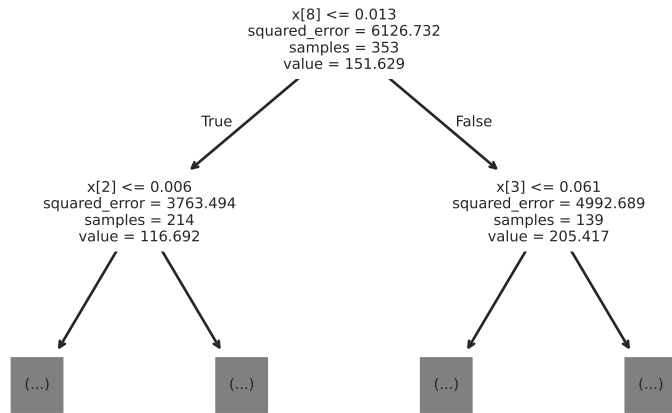 x[8] <= 0.013
squared_error = 6126.732
samples = 353
value = 151.629
True
False
x[2] <= 0.006
squared_error = 3763.494
samples = 214
value = 116.692
x[3] <= 0.061
squared_error = 4992.689
samples = 139
value = 205.417
(...)
(...)
(...)
(...)